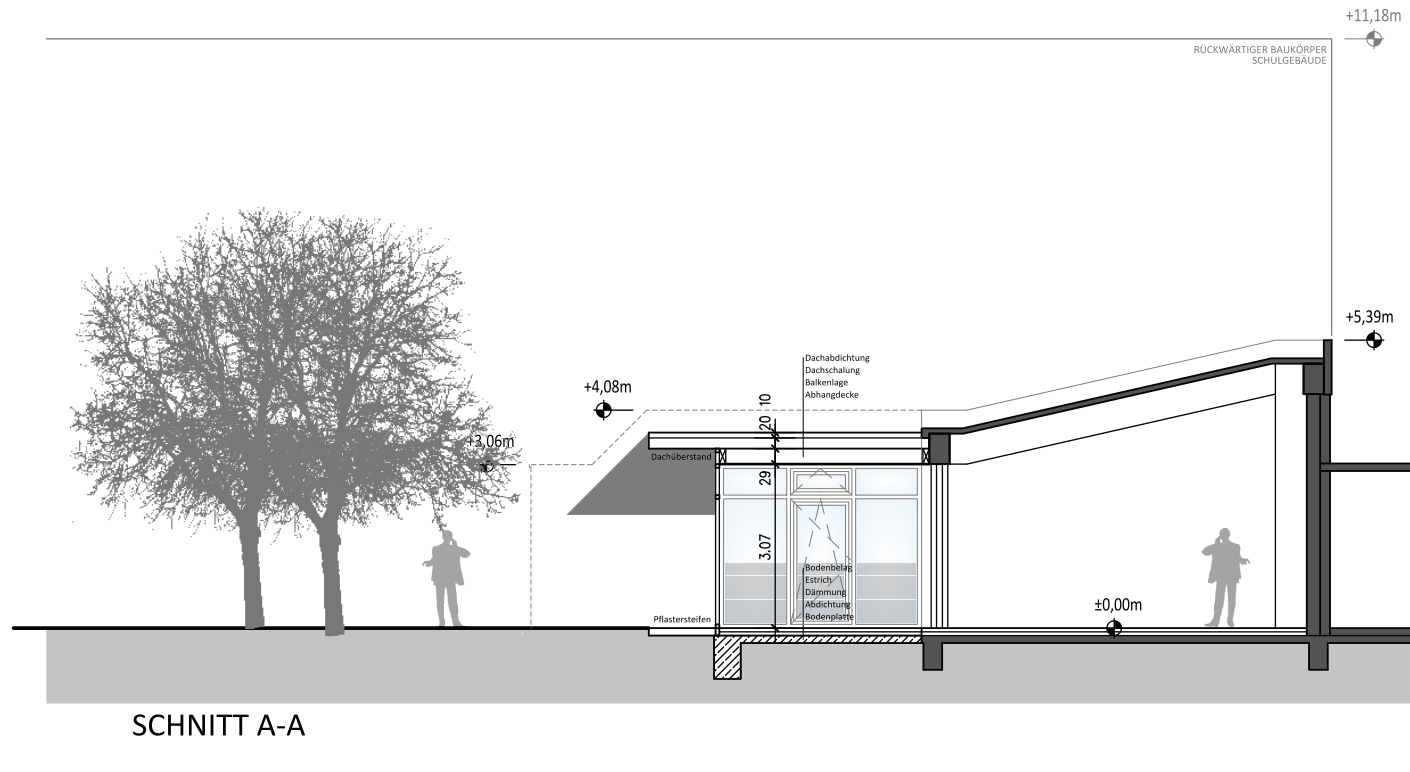 +11,18m
RÜCKWÄRTIGER BAUKÖRPER
SCHULGEBÄUDE
+5,39m
Dachabdichtung
Dachschalung
Balkenlage
Abhangdecke
+4,08m
10
20
+3,06m
Dachüberstand
29
3.07
Bodenbelag
Estrich
Dämmung
Abdichtung
Bodenplatte
±0,00m
Pflastersteifen
SCHNITT A-A